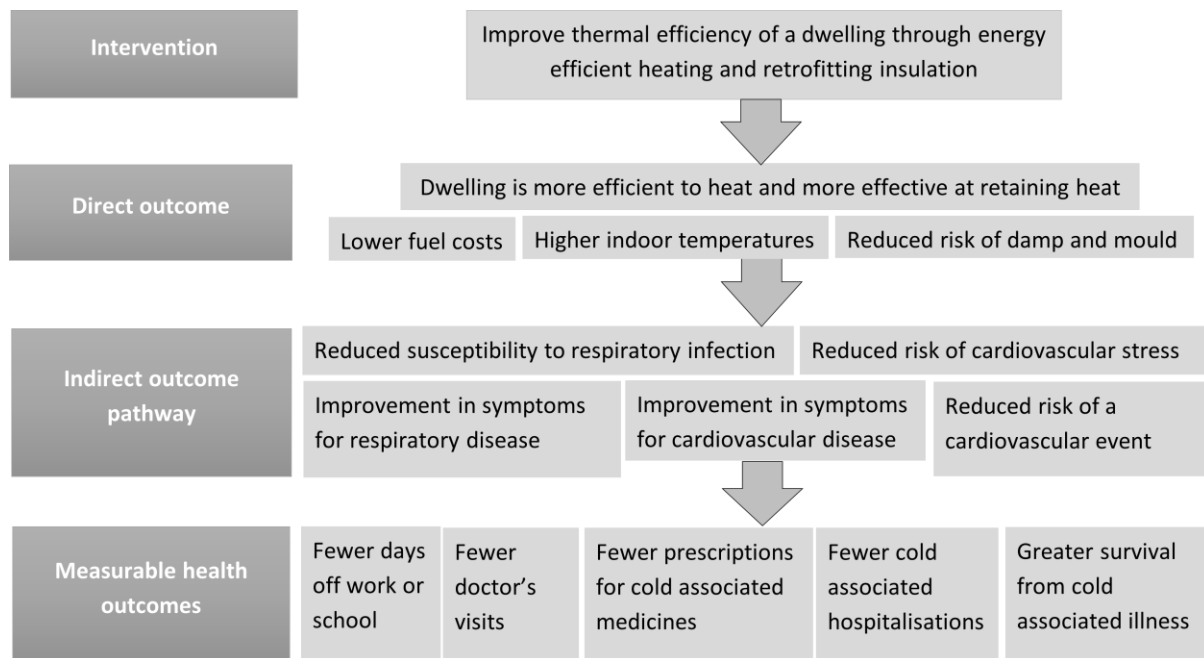 Intervention
Improve thermal efficiency of a dwelling through energy
efficient heating and retrofitting insulation
Direct outcome
Dwelling is more efficient to heat and more effective at retaining heat
Lower fuel costs
Higher indoor temperatures
Reduced risk of damp and mould
Indirect outcome
pathway
Reduced susceptibility to respiratory infection
Reduced risk of cardiovascular stress
Improvement in symptoms
for respiratory disease
Improvement in symptoms
for cardiovascular disease
Reduced risk of a
cardiovascular event
Measurable health
outcomes
Fewer days
off work or
school
Fewer
doctor’s
visits
Fewer prescriptions
for cold associated
medicines
Fewer cold
associated
hospitalisations
Greater survival
from cold
associated illness